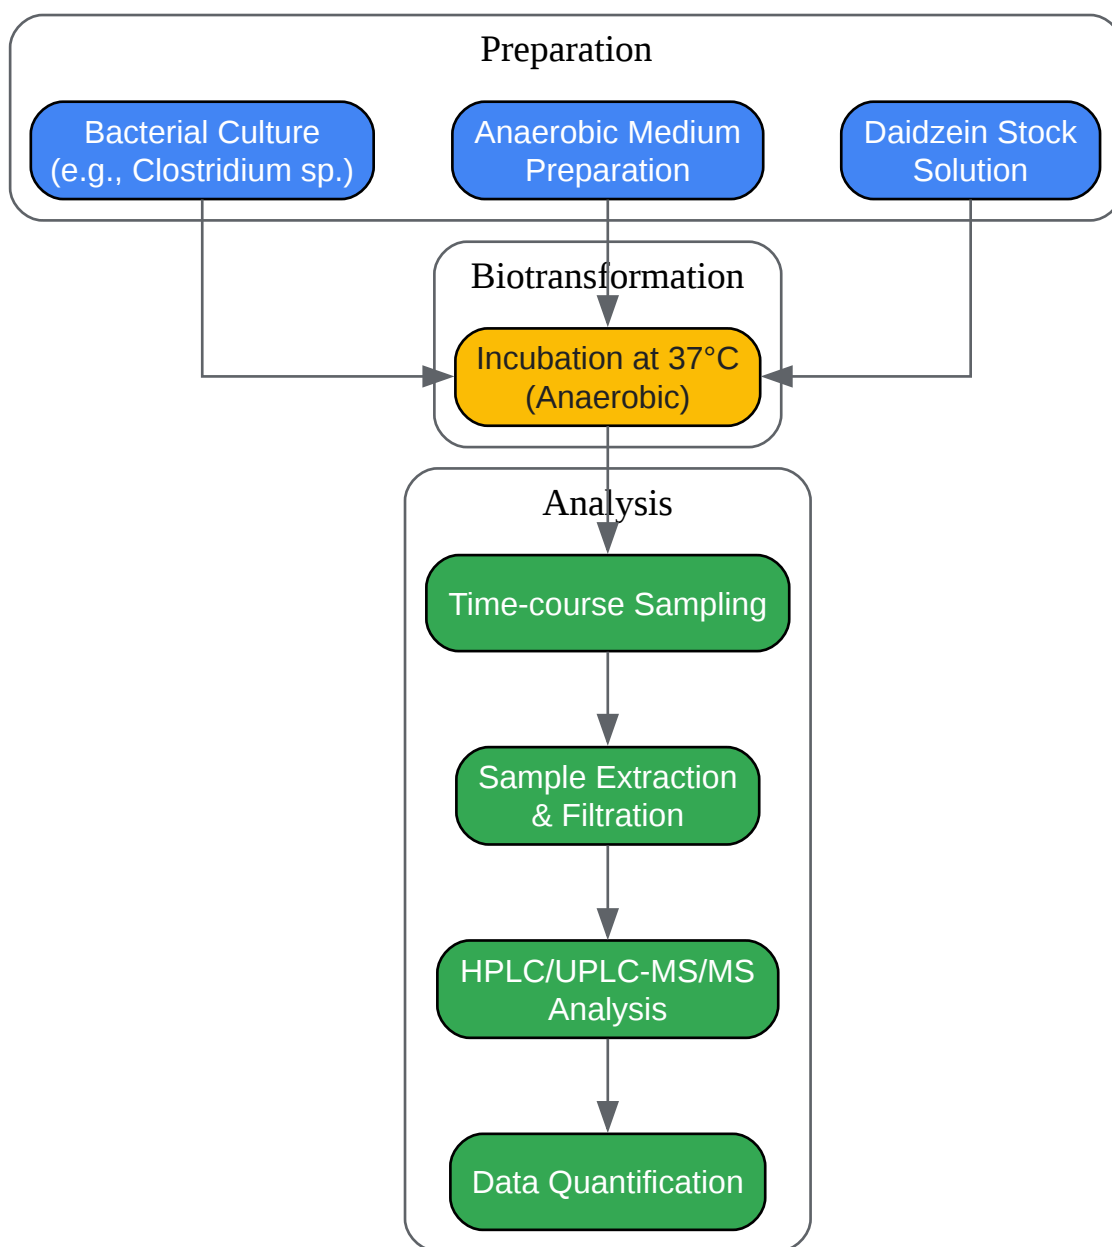 Preparation
Bacterial Culture
(e.g., Clostridium sp.)
Anaerobic Medium
Preparation
Daidzein Stock
Solution
Biotransformation
Incubation at 37°C
(Anaerobic)
Analysis
Time-course Sampling
Sample Extraction
& Filtration
HPLC/UPLC-MS/MS
Analysis
Data Quantification